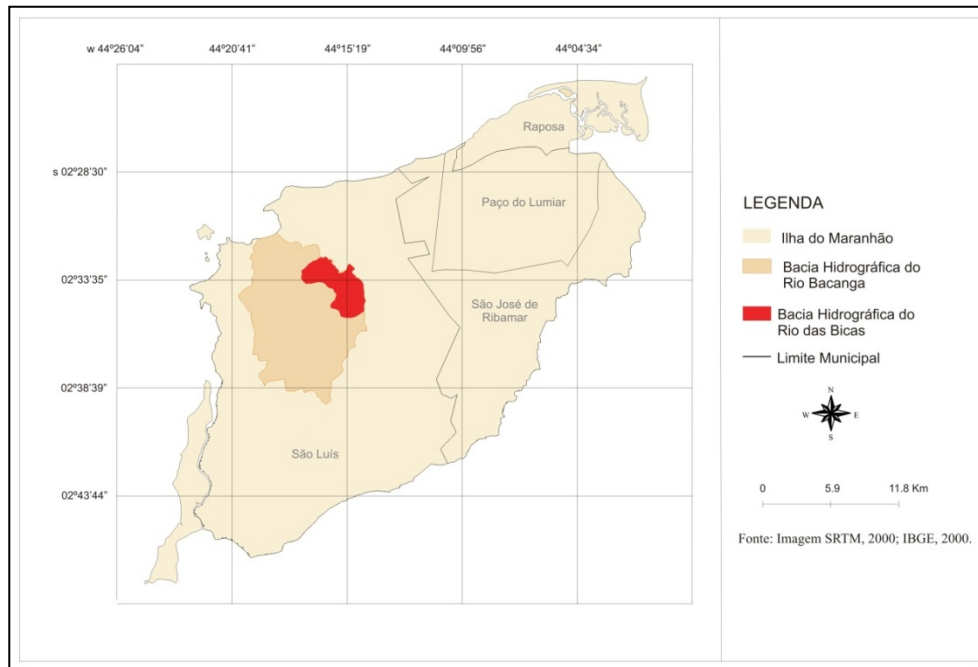 w 44º26'04" 44º20'41" 44º15'19" 44º09'56" 44º04'34"
Raposa
s 02º28'30"
Paço do Lumiar
02º33'35"
São José de
Ribamar
02º38'39"
São Luís
02º43'44"
LEGENDA
Ilha do Maranhão
Bacia Hidrográfica do
Rio Bacanga
Bacia Hidrográfica do
Rio das Bicas
Limite Municipal
N
W E
S
0 5.9 11.8 Km
Fonte: Imagem SRTM, 2000; IBGE, 2000.